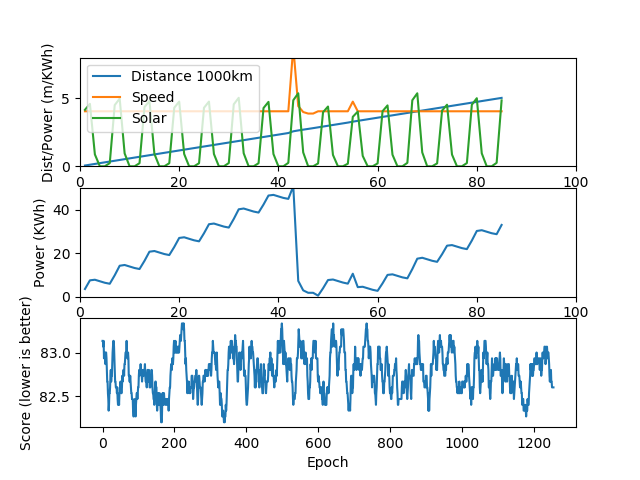 Dist/Power (m/KWh)
5
0
Distance 1000km
Speed
Solar
0 20 40 60 80 100
Power (KWh)
40
20
0
0 20 40 60 80 100
Score (lower is better)
83.0
82.5
0 200 400 600 800 1000 1200
Epoch